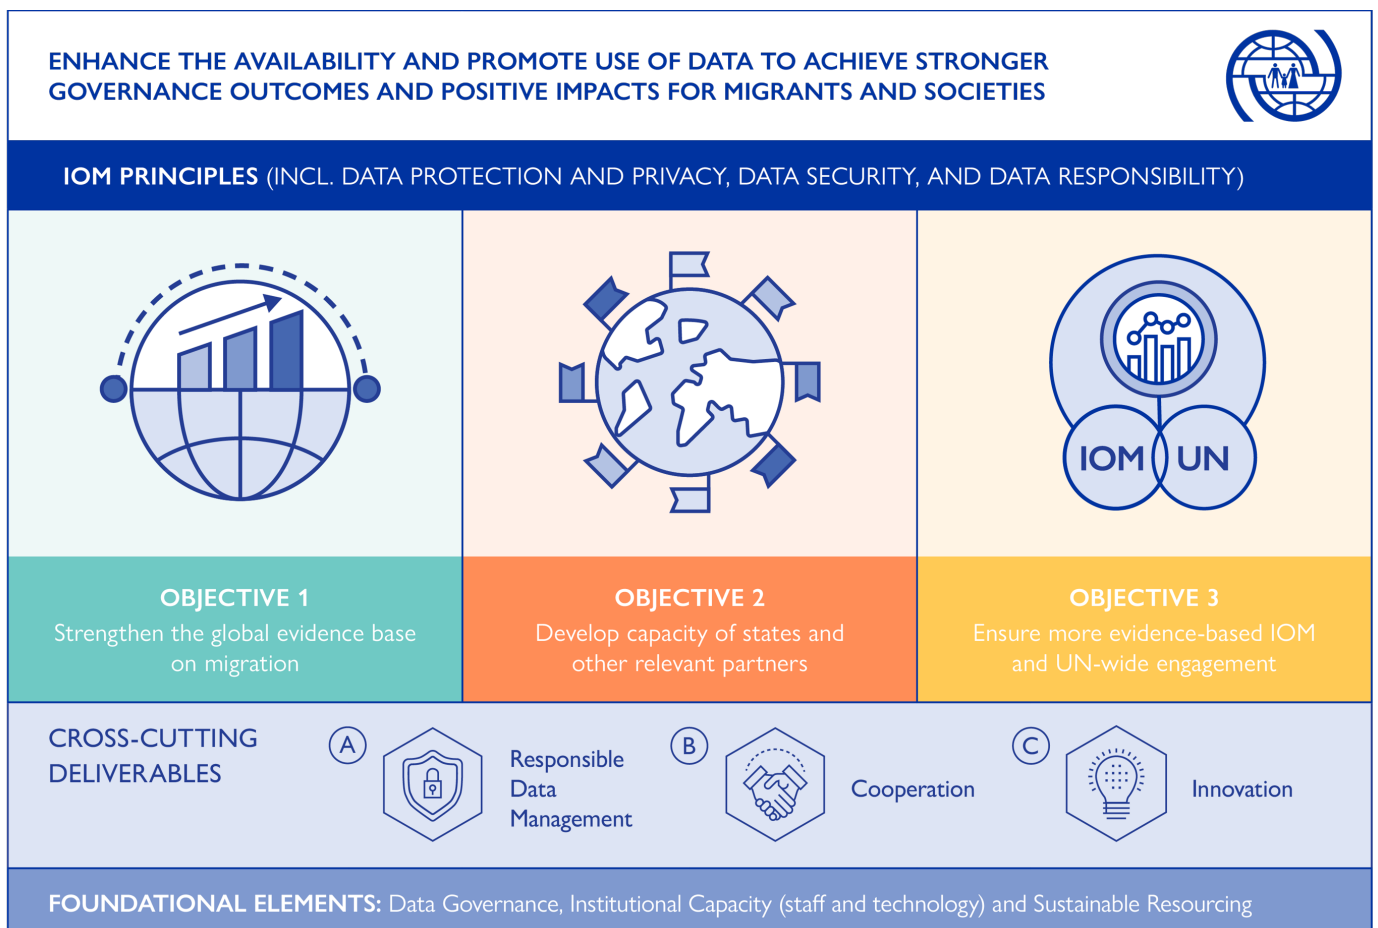 ENHANCE THE AVAILABILITY AND PROMOTE USE OF DATA TO ACHIEVE STRONGER
GOVERNANCE OUTCOMES AND POSITIVE IMPACTS FOR MIGRANTS AND SOCIETIES
IOM PRINCIPLES (INCL. DATA PROTECTION AND PRIVACY, DATA SECURITY, AND DATA RESPONSIBILITY)
IOM UN
OBJECTIVE 1
Strengthen the global evidence base
on migration
OBJECTIVE 2
Develop capacity of states and
other relevant partners
OBJECTIVE 3
Ensure more evidence-based IOM
and UN-wide engagement
CROSS-CUTTING
DELIVERABLES
A
Responsible
Data
Management
B
Cooperation
C
Innovation
FOUNDATIONAL ELEMENTS: Data Governance, Institutional Capacity (staff and technology) and Sustainable Resourcing